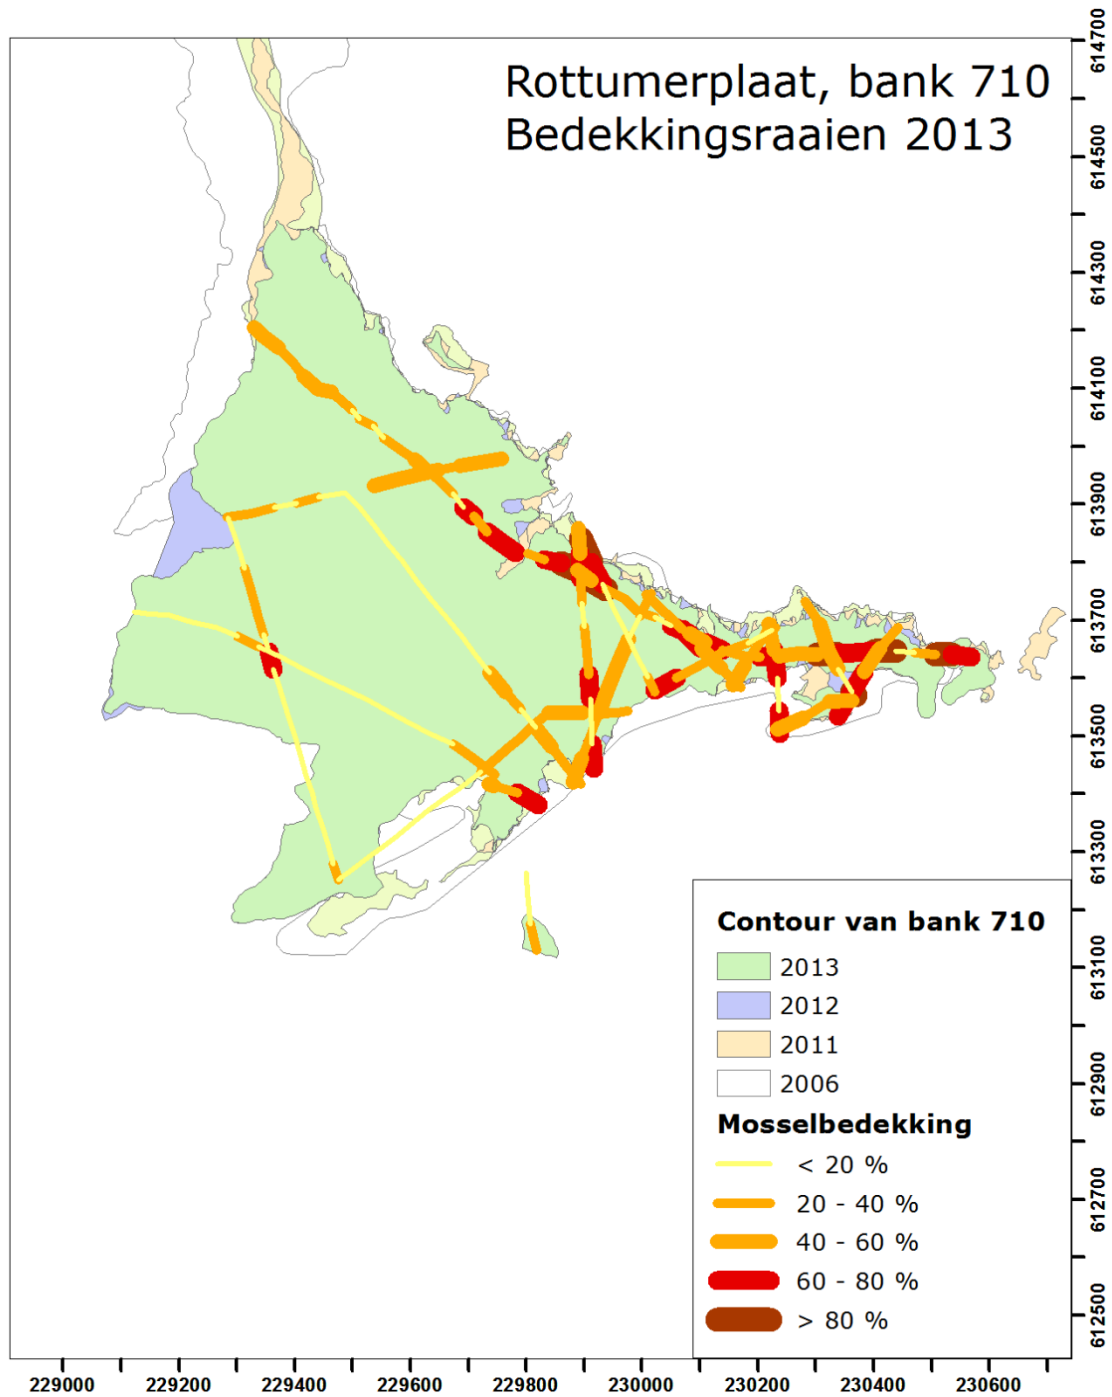 Rottumerplaat, bank 710
Bedekkingsraaien 2013
614700
614500
614300
614100
613900
613700
613500
613300
613100
612900
612700
612500
Contour van bank 710
2013
2012
2011
2006
Mosselbedekking
< 20 %
20 - 40 %
40 - 60 %
60 - 80 %
> 80 %
229000 229200 229400 229600 229800 230000 230200 230400 230600